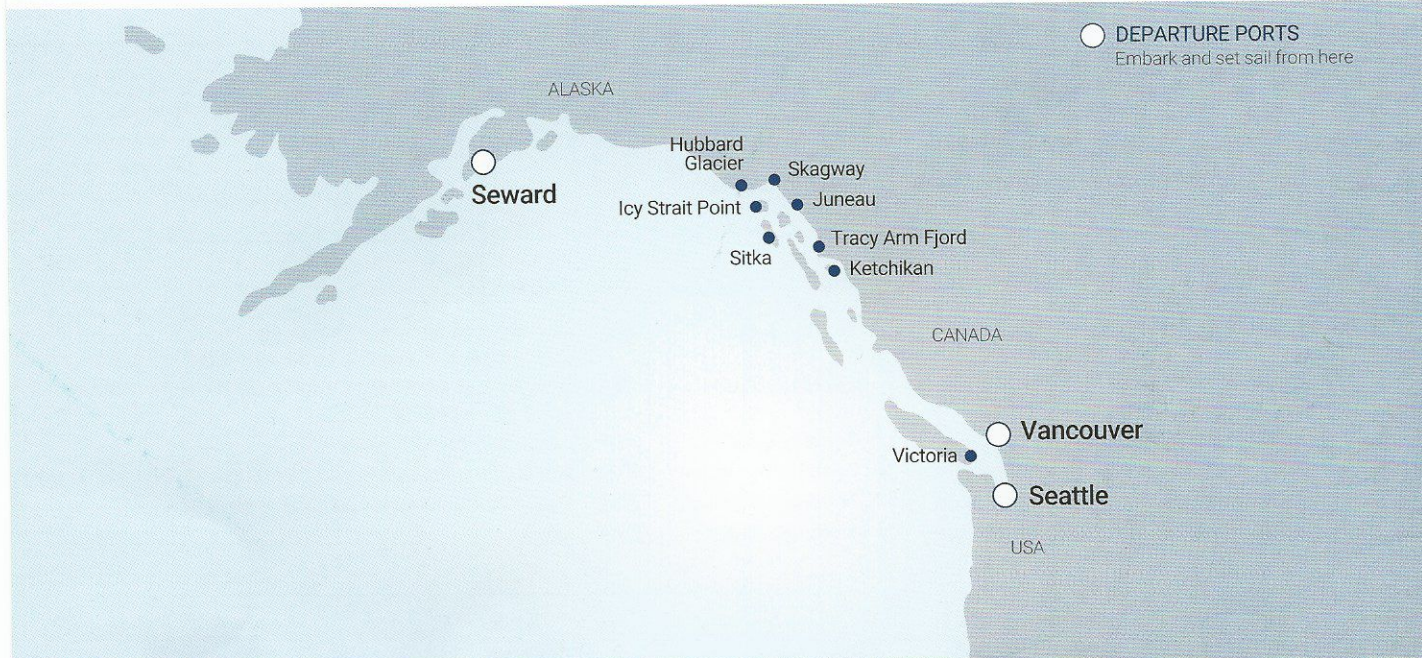 DEPARTURE PORTS
Embark and set sail from here
ALASKA
Hubbard
Glacier
Skagway
Seward
Icy Strait Point
Juneau
Sitka
Tracy Arm Fjord
Ketchikan
CANADA
Vancouver
Victoria
Seattle
USA